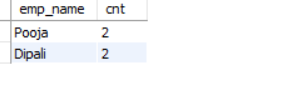 emp_name cnt
Pooja 2
Dipali 2